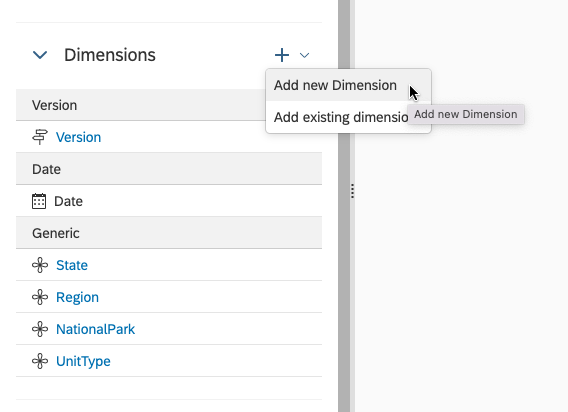 Dimensions
Add new Dimension
Version
Add existing dimensio
Add new Dimension
Version
Date
Date
Generic
State
Region
NationalPark
UnitType